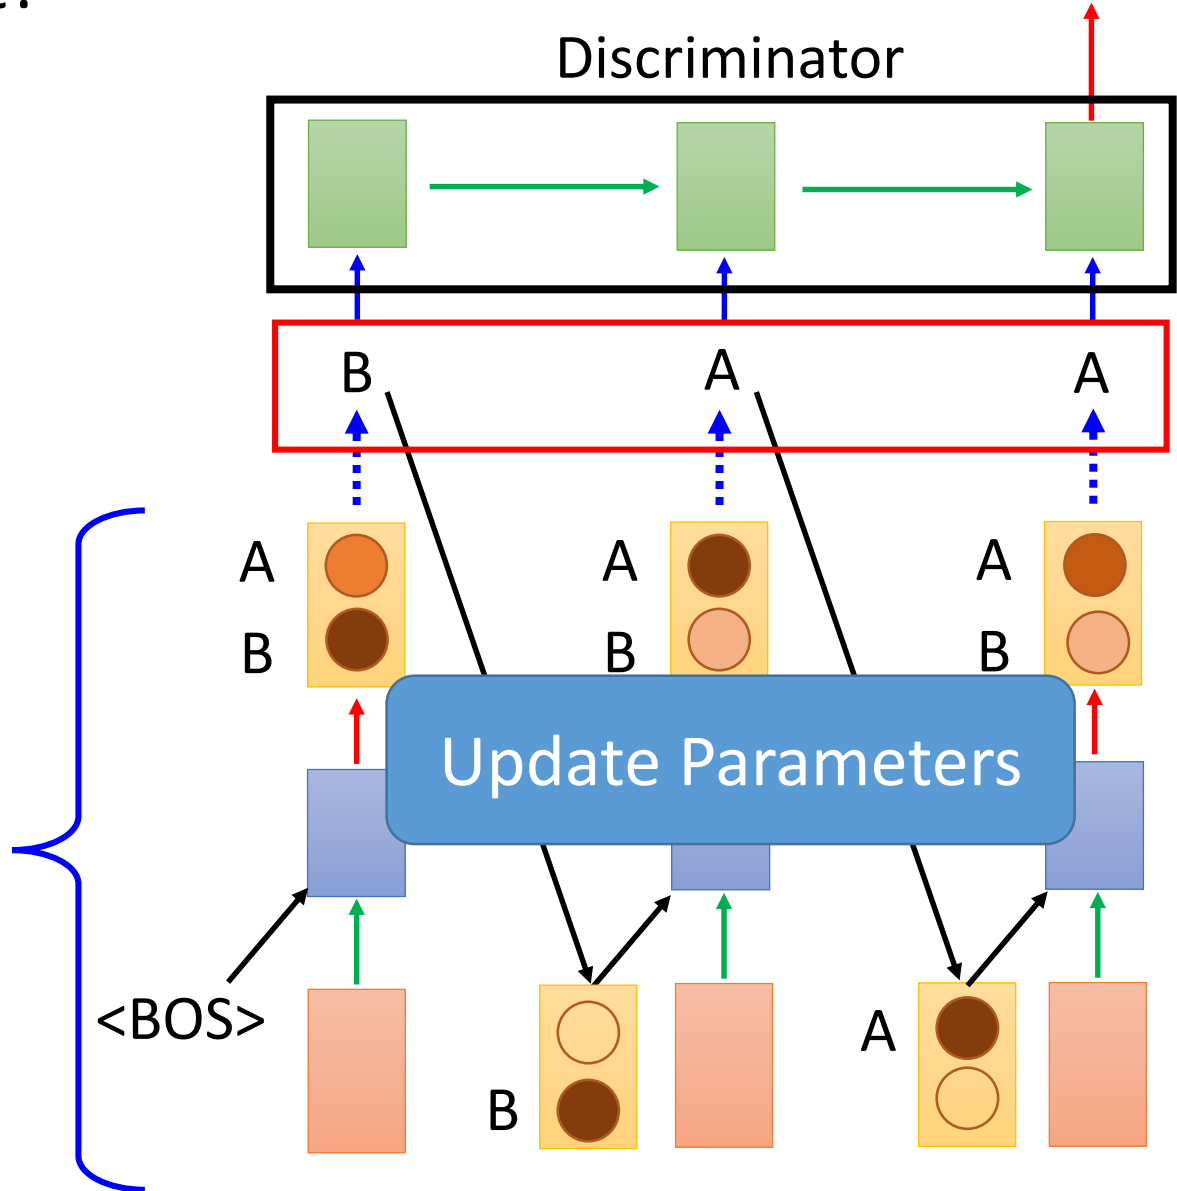 Discriminator
B A A
A A A
B B B
Update Parameters
<BOS>
A
B